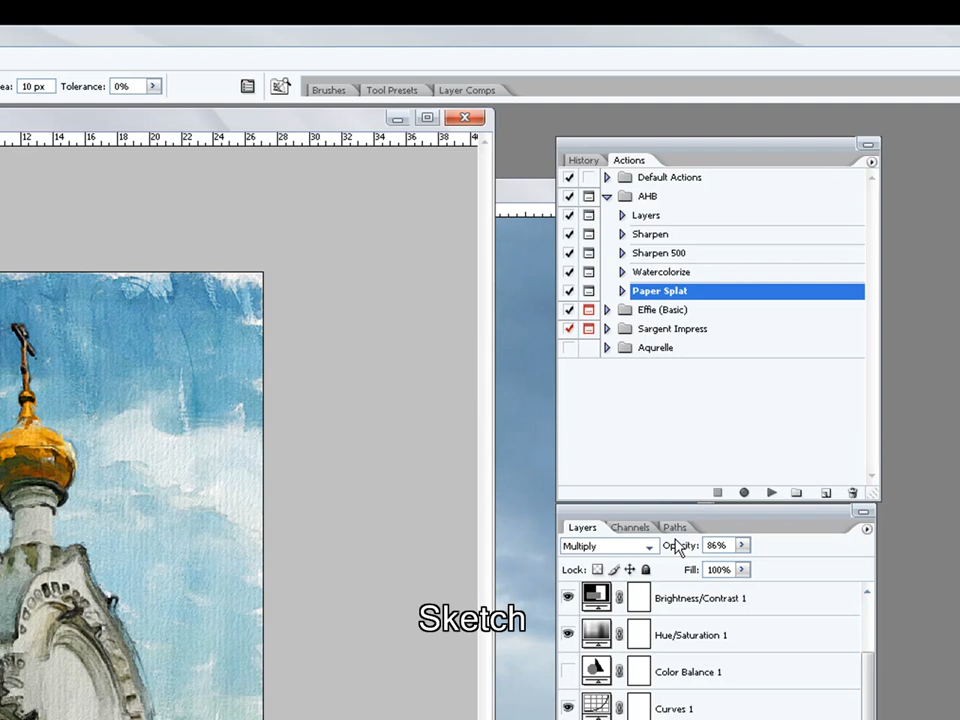 ea: 10 px Tolerance: 0%
Brushes Tool Presets Layer Comps
12 14 16 18 20 22 24 26 28 30 32 34 36 38
History Actions
Default Actions
AHB
Layers
Sharpen
Sharpen 500
Watercolorize
Paper Splat
Effie (Basic)
Sargent Impress
Aqurelle
Layers Channels Paths
Multiply Opacity: 86%
Lock: Fill: 100%
Brightness/Contrast 1
Sketch
Hue/Saturation 1
Color Balance 1
Curves 1